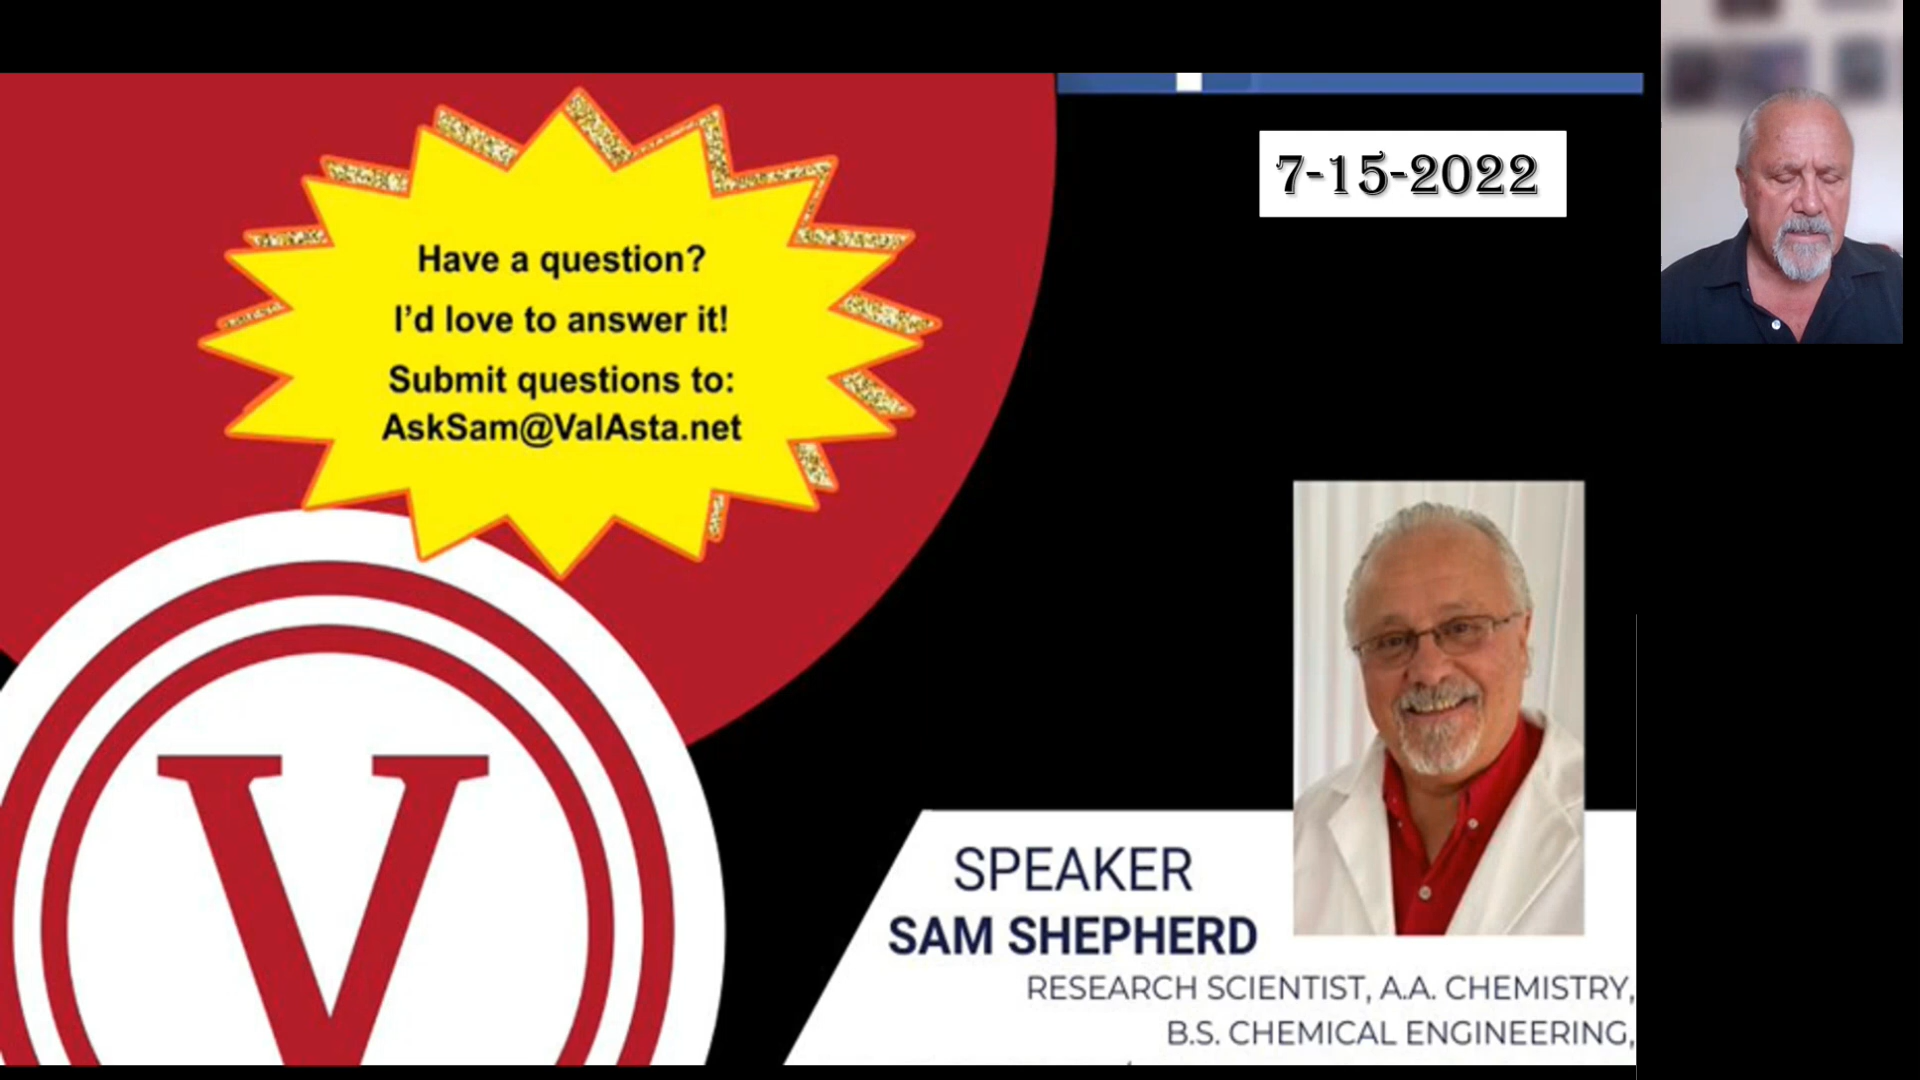 Have a question?
I'd love to answer it!
Submit questions to:
AskSam@ValAsta.net
7-15-2022
V
SPEAKER
SAM SHEPHERD
RESEARCH SCIENTIST, A.A. CHEMISTRY,
B.S. CHEMICAL ENGINEERING,